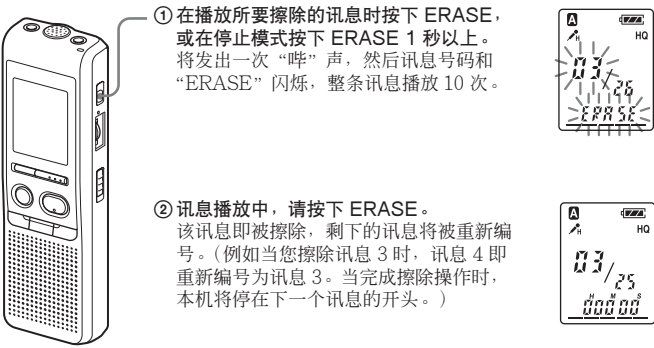 ①在播放所要擦除的讯息时按下 ERASE，
或在停止模式按下 ERASE 1 秒以上。
将发出一次“哔”声，然后讯息号码和
“ERASE”闪烁，整条讯息播放 10 次。
A
H
HQ
03/26
ERASE
②讯息播放中，请按下 ERASE。
该讯息即被擦除，剩下的讯息将被重新编
号。（例如当您擦除讯息 3 时，讯息 4 即
重新编号为讯息 3。当完成擦除操作时，
本机将停在下一个讯息的开头。）
A
H
HQ
03/25
H M S
00000